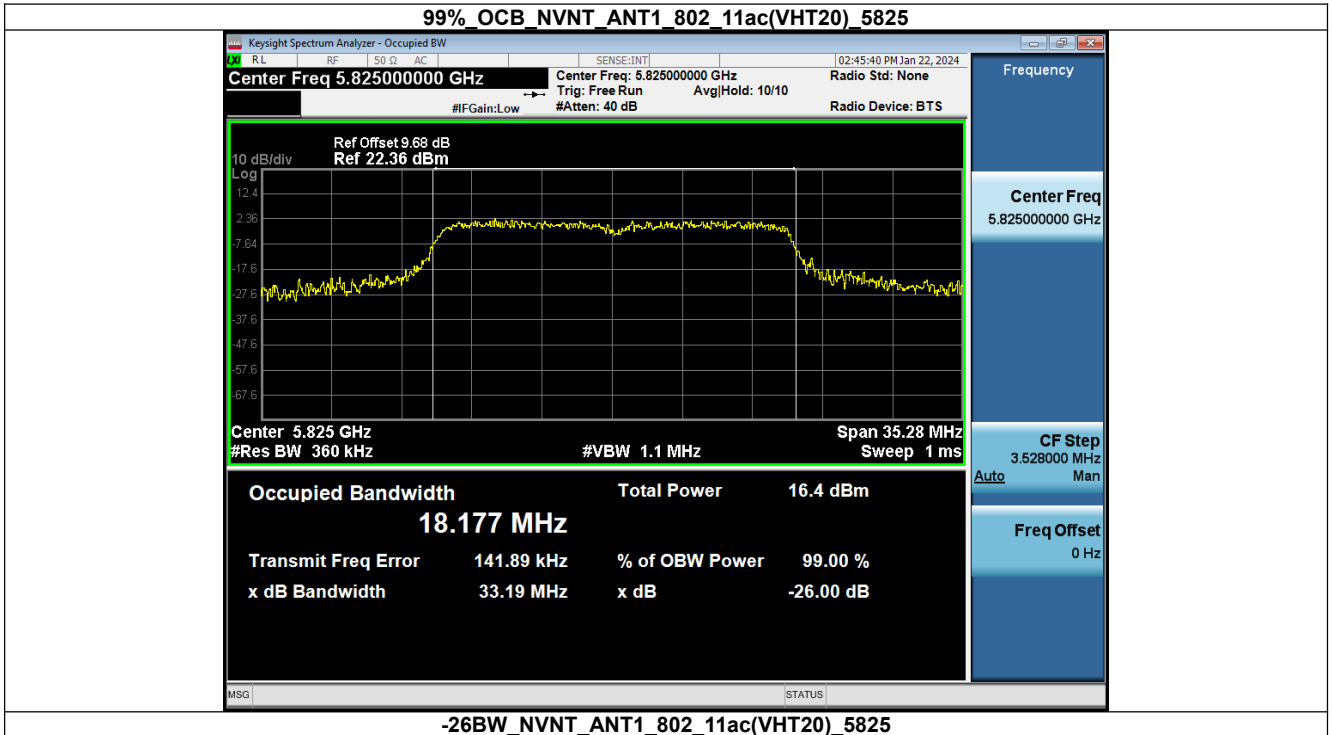 99%_OCB_NVNT_ANT1_802_11ac(VHT20)_5825
Keysight Spectrum Analyzer - Occupied BW
LXI RL RF 50 Ω AC SENSE:INT 02:45:40 PM Jan 22, 2024
Center Freq 5.825000000 GHz
Center Freq: 5.825000000 GHz
Radio Std: None
Trig: Free Run Avg|Hold: 10/10
#IFGain:Low
#Atten: 40 dB
Radio Device: BTS
Frequency
Ref Offset 9.68 dB
10 dB/div Ref 22.36 dBm
Log
12.4
2.36
-7.64
-17.6
-27.6
-37.6
-47.6
-57.6
-67.6
Center 5.825 GHz Span 35.28 MHz
#Res BW 360 kHz #VBW 1.1 MHz Sweep 1 ms
Center Freq
5.825000000 GHz
CF Step
3.528000 MHz
Auto Man
Freq Offset
0 Hz
Occupied Bandwidth Total Power 16.4 dBm
18.177 MHz
Transmit Freq Error 141.89 kHz % of OBW Power 99.00 %
x dB Bandwidth 33.19 MHz x dB -26.00 dB
MSG STATUS
-26BW_NVNT_ANT1_802_11ac(VHT20)_5825